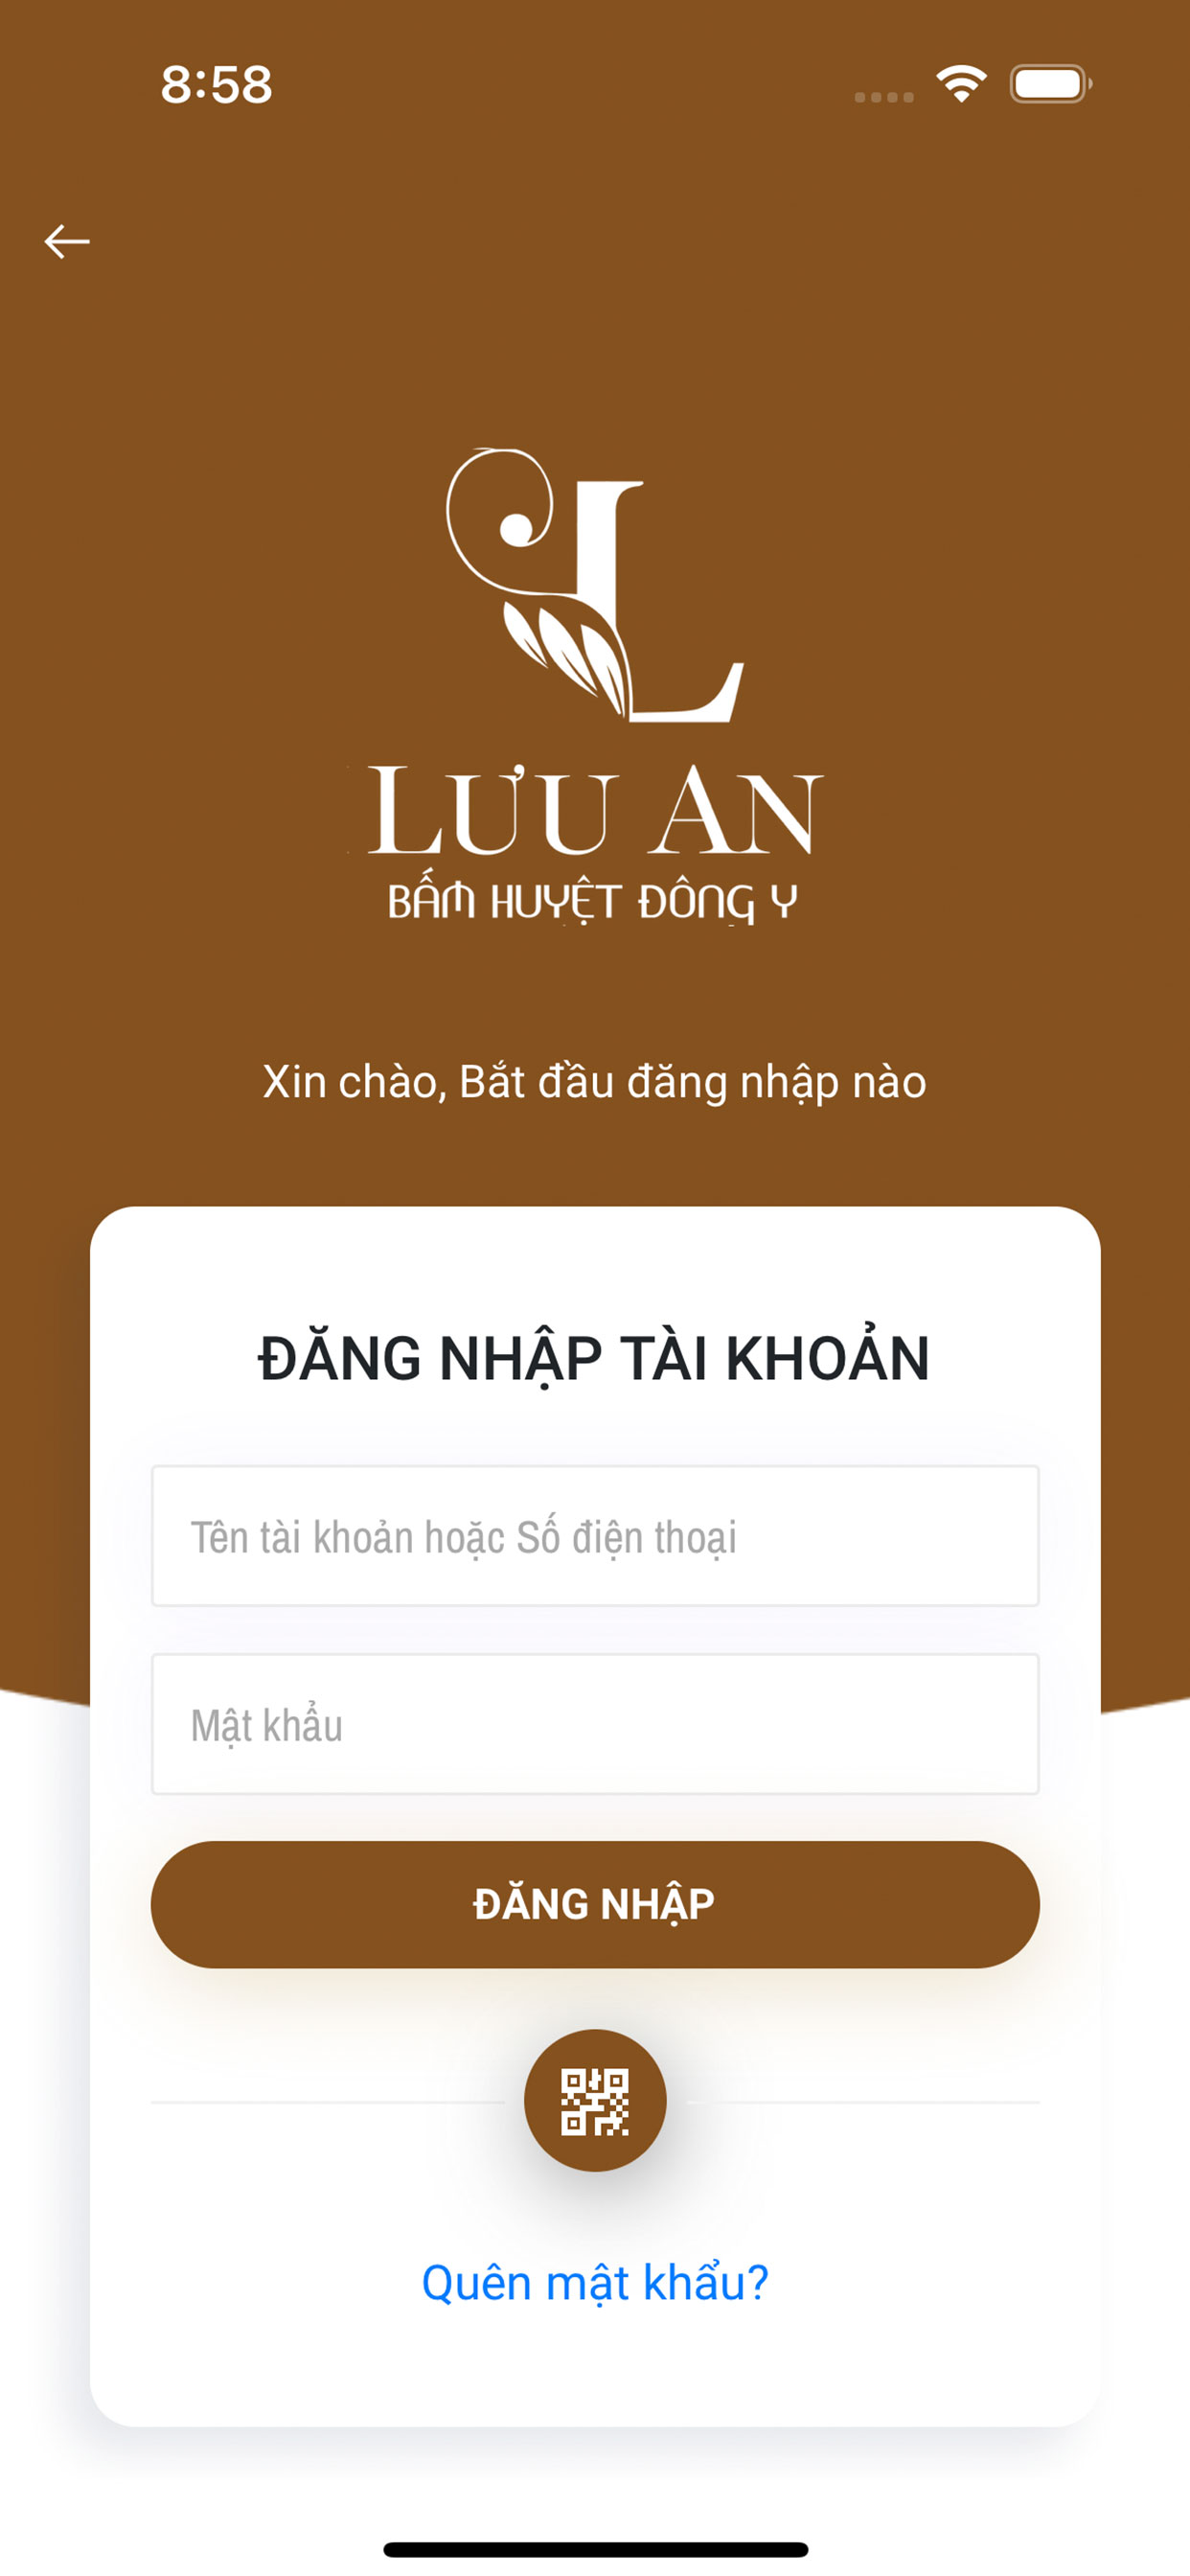 8:58
L
LƯU AN
BẤM HUYỆT ĐÔNG Y
Xin chào, Bắt đầu đăng nhập nào
ĐĂNG NHẬP TÀI KHOẢN
Tên tài khoản hoặc Số điện thoại
Mật khẩu
ĐĂNG NHẬP
Quên mật khẩu?